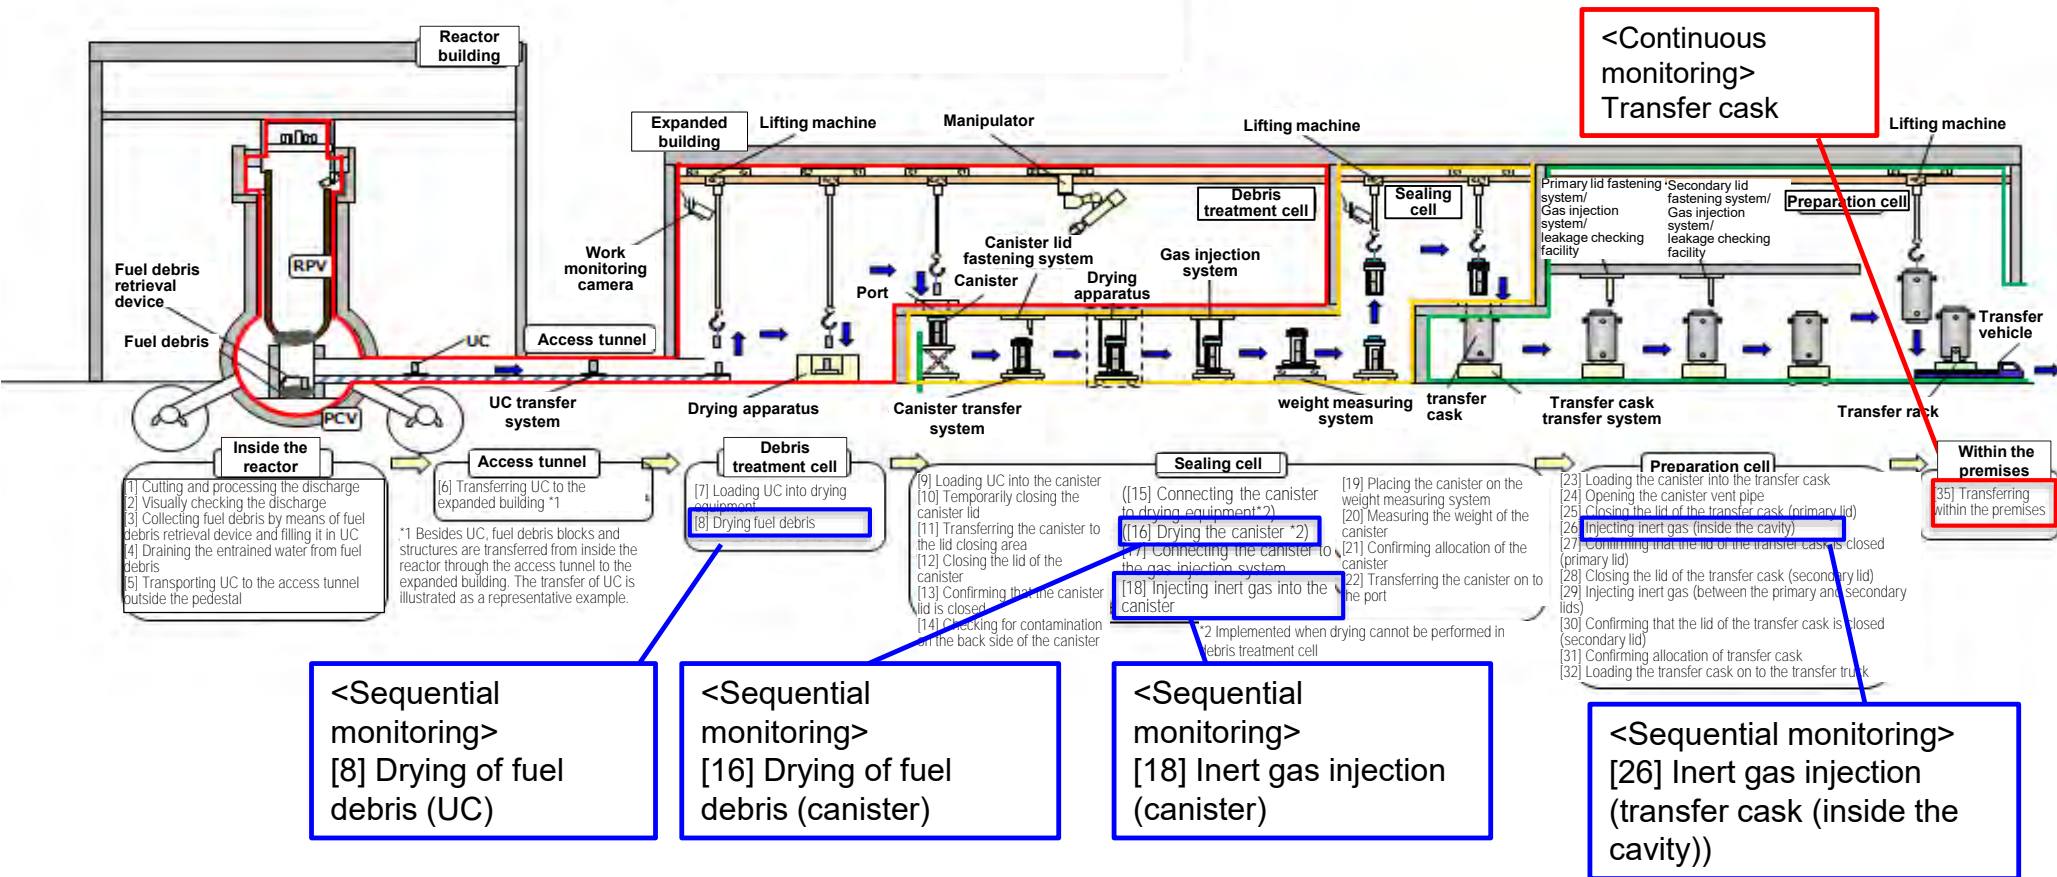 Reactor
building
<Continuous
monitoring>
Transfer cask
Expanded
building
Lifting machine
Manipulator
Lifting machine
Lifting machine
Debris
treatment cell
Sealing
cell
Primary lid fastening
system/
Gas injection
system/
leakage checking
facility
Secondary lid
fastening system/
Gas injection
system/
leakage checking
facility
Preparation cell
Work
monitoring
camera
Canister lid
fastening system
Canister
Port
Drying
apparatus
Gas injection
system
RPV
Fuel debris
retrieval
device
Fuel debris
UC
Access tunnel
Transfer
vehicle
PCV
UC transfer
system
Drying apparatus
Canister transfer
system
weight measuring
system
transfer
cask
Transfer cask
transfer system
Transfer rack
Inside the
reactor
[1] Cutting and processing the discharge
[2] Visually checking the discharge
[3] Collecting fuel debris by means of fuel
debris retrieval device and filling it in UC
[4] Draining the entrained water from fuel
debris
[5] Transporting UC to the access tunnel
outside the pedestal
Access tunnel
[6] Transferring UC to the
expanded building *1
*1 Besides UC, fuel debris blocks and
structures are transferred from inside the
reactor through the access tunnel to the
expanded building. The transfer of UC is
illustrated as a representative example.
Debris
treatment cell
[7] Loading UC into drying
equipment
[8] Drying fuel debris
Sealing cell
[9] Loading UC into the canister
[10] Temporarily closing the
canister lid
[11] Transferring the canister to
the lid closing area
[12] Closing the lid of the
canister
[13] Confirming that the canister
lid is closed
[14] Checking for contamination
on the back side of the canister
([15] Connecting the canister
to drying equipment*2)
([16] Drying the canister *2)
[17] Connecting the canister to
the gas injection system
[18] Injecting inert gas into the
canister
[19] Placing the canister on the
weight measuring system
[20] Measuring the weight of the
canister
[21] Confirming allocation of the
canister
[22] Transferring the canister on to
the port
*2 Implemented when drying cannot be performed in
debris treatment cell
Preparation cell
[23] Loading the canister into the transfer cask
[24] Opening the canister vent pipe
[25] Closing the lid of the transfer cask (primary lid)
[26] Injecting inert gas (inside the cavity)
[27] Confirming that the lid of the transfer cask is closed
(primary lid)
[28] Closing the lid of the transfer cask (secondary lid)
[29] Injecting inert gas (between the primary and secondary
lids)
[30] Confirming that the lid of the transfer cask is closed
(secondary lid)
[31] Confirming allocation of transfer cask
[32] Loading the transfer cask on to the transfer truck
Within the
premises
[35] Transferring
within the premises
<Sequential
monitoring>
[8] Drying of fuel
debris (UC)
<Sequential
monitoring>
[16] Drying of fuel
debris (canister)
<Sequential
monitoring>
[18] Inert gas injection
(canister)
<Sequential monitoring>
[26] Inert gas injection
(transfer cask (inside the
cavity))